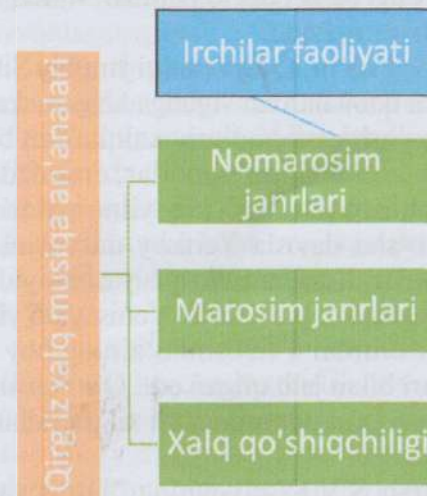 Qirg'iz xalq musiqa an'analari
Irchilar faoliyati
Nomarosim
janrlari
Marosim janrlari
Xalq qo'shiqchiligi